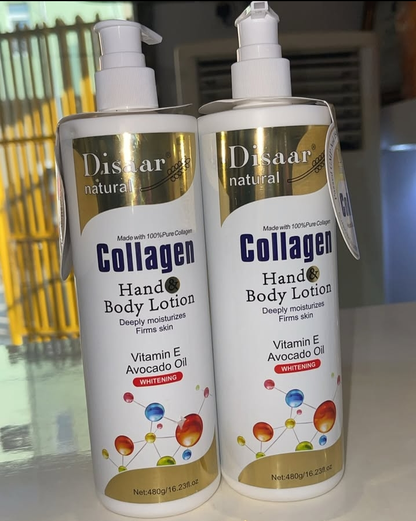 Disaar
natural
Made with 100%Pure Collagen
Collagen
Hand &
Body Lotion
Deeply moisturizes
Firms skin
Vitamin E
Avocado Oil
WHITENING
Net:480g/16.23fl.oz
Disaar
natural
Made with 100%Pure Collagen
Collagen
Hand &
Body Lotion
Deeply moisturizes
Firms skin
Vitamin E
Avocado Oil
WHITENING
Net:480g/16.23fl.oz